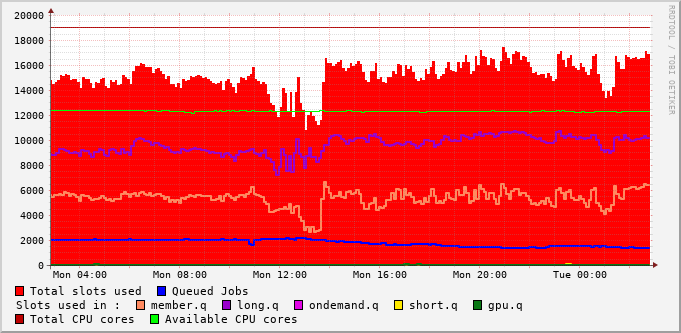 20000
18000
16000
14000
12000
10000
8000
6000
4000
2000
0
Mon 04:00 Mon 08:00 Mon 12:00 Mon 16:00 Mon 20:00 Tue 00:00
Total slots used Queued Jobs
Slots used in : member.q long.q ondemand.q short.q gpu.q
Total CPU cores Available CPU cores
RRDTOOL / TOBI OETIKER